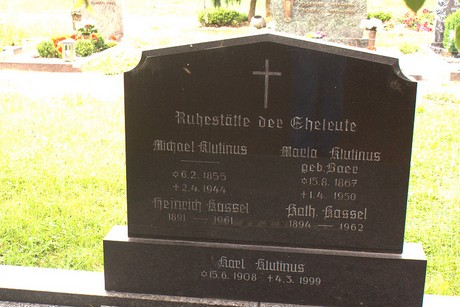 Ruhestätte der Eheleute
Michael Klutinus
✡6.2.1855
+2.4.1944
Maria Klutinus
geb.Baer
✡15.8.1867
+1.4.1950
Heinrich Kassel
1891 — 1961
Kath. Kassel
1894 — 1962
Karl Klutinus
✡15.6.1908 +4.3.1999